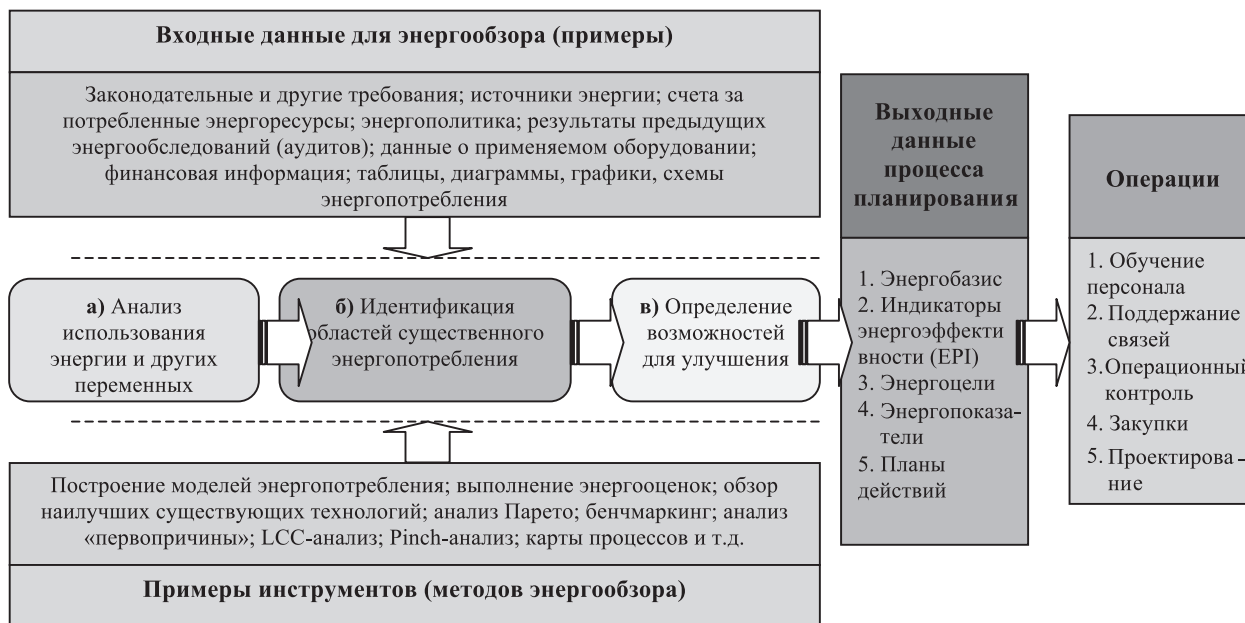 Входные данные для энергообзора (примеры)
Законодательные и другие требования; источники энергии; счета за
потребленные энергоресурсы; энергополитика; результаты предыдущих
энергообследований (аудитов); данные о применяемом оборудовании;
финансовая информация; таблицы, диаграммы, графики, схемы
энергопотребления
а) Анализ
использования
энергии и других
переменных
б) Идентификация
областей существенного
энергопотребления
в) Определение
возможностей
для улучшения
Построение моделей энергопотребления; выполнение энергооценок; обзор
наилучших существующих технологий; анализ Парето; бенчмаркинг; анализ
«первопричины»; LCC-анализ; Pinch-анализ; карты процессов и т.д.
Примеры инструментов (методов энергообзора)
Выходные
данные
процесса
планирования
1. Энергобазис
2. Индикаторы
энергоэффекти
вности (EPI)
3. Энергоцели
4.
Энергопоказа-
тели
5. Планы
действий
Операции
1. Обучение
персонала
2. Поддержание
связей
3.Операционный
контроль
4. Закупки
5. Проектирова –
ние